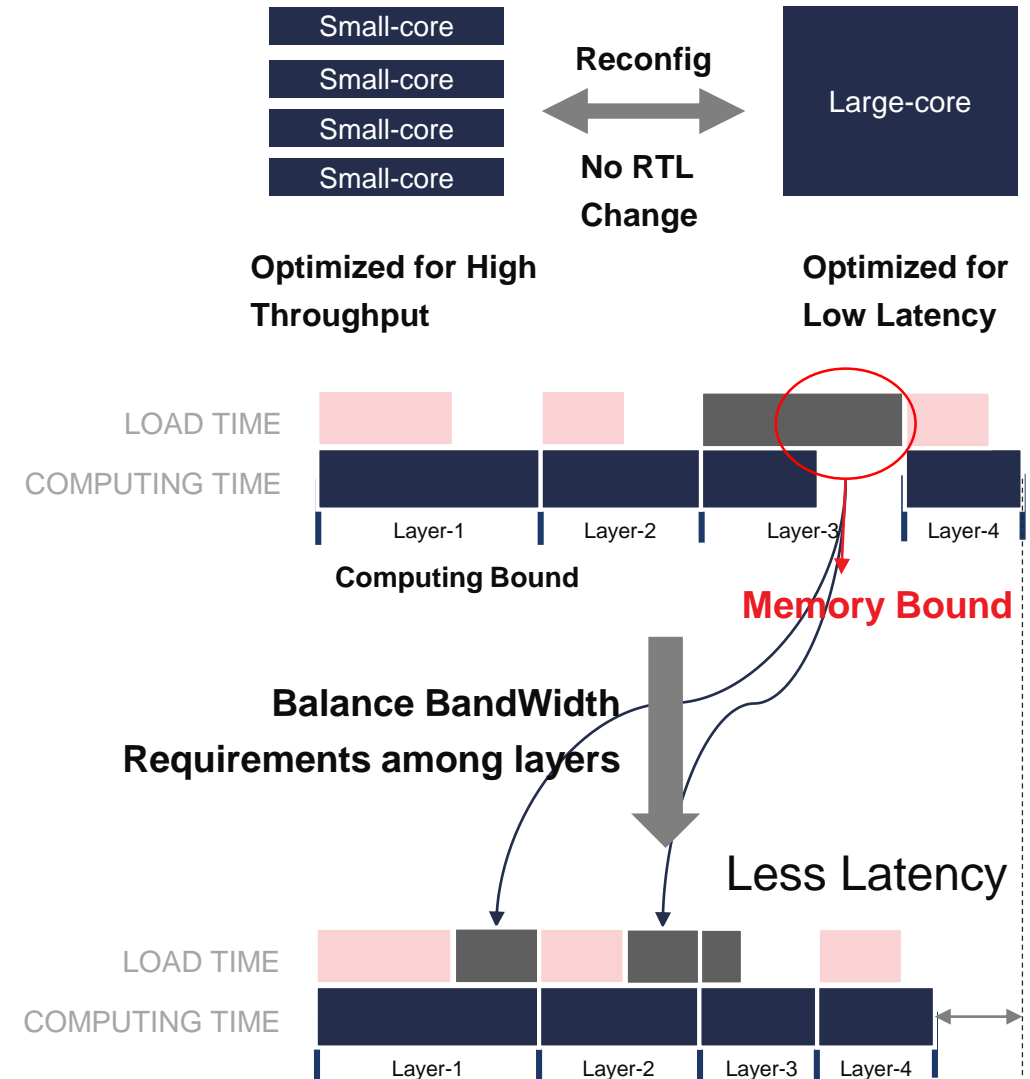 Small-core
Small-core
Small-core
Small-core
Reconfig
No RTL
Change
Large-core
Optimized for High
Throughput
Optimized for
Low Latency
LOAD TIME
COMPUTING TIME
Layer-1
Layer-2
Layer-3
Layer-4
Computing Bound
Memory Bound
Balance BandWidth
Requirements among layers
Less Latency
LOAD TIME
COMPUTING TIME
Layer-1
Layer-2
Layer-3
Layer-4